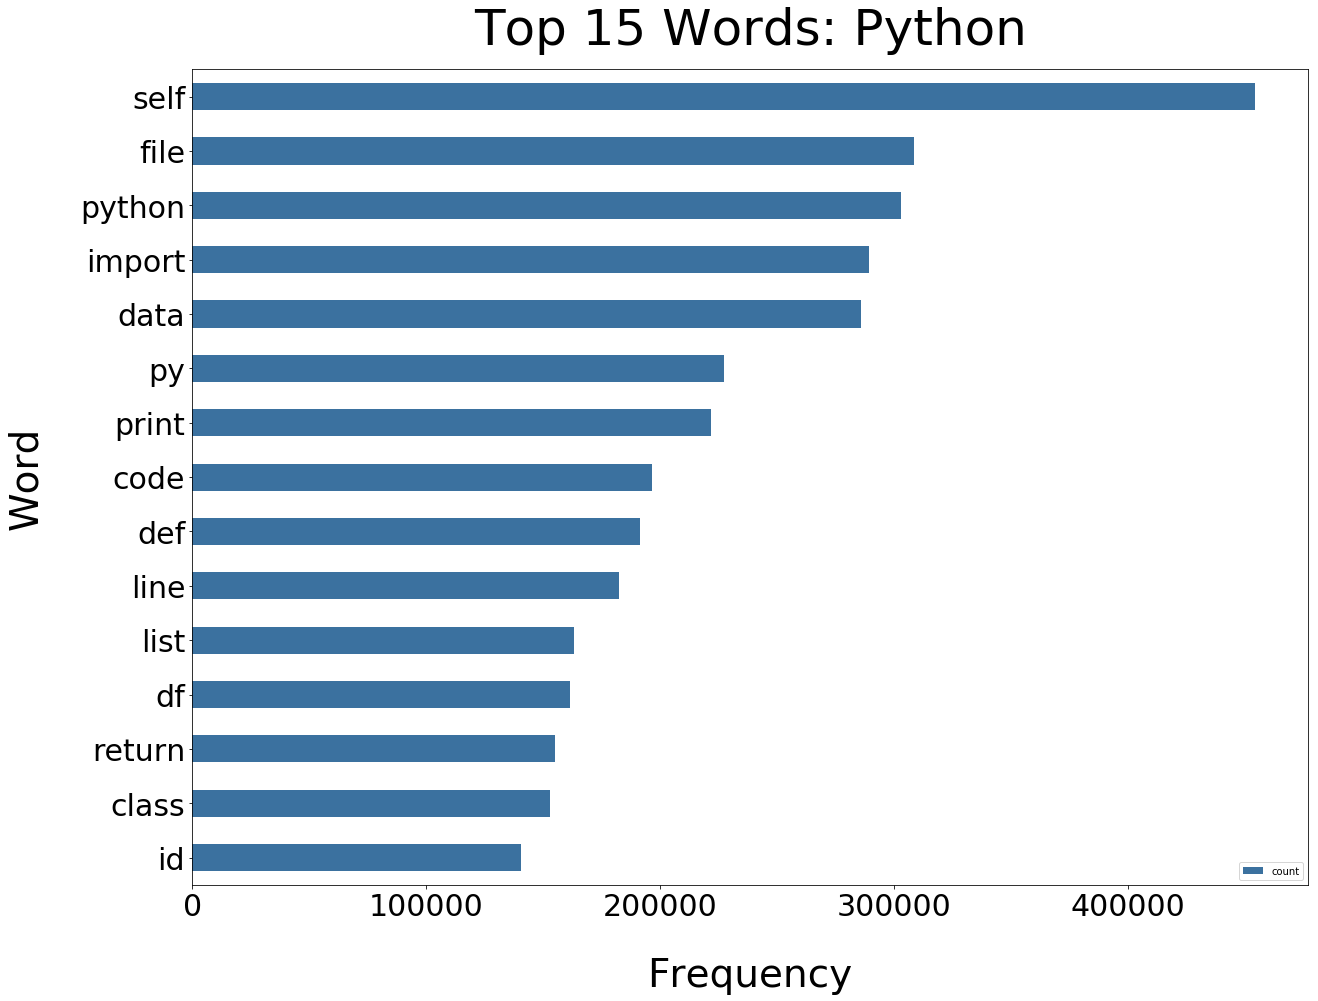 Top 15 Words: Python
Word
self
file
python
import
data
py
print
code
def
line
list
df
return
class
id
count
0 100000 200000 300000 400000
Frequency